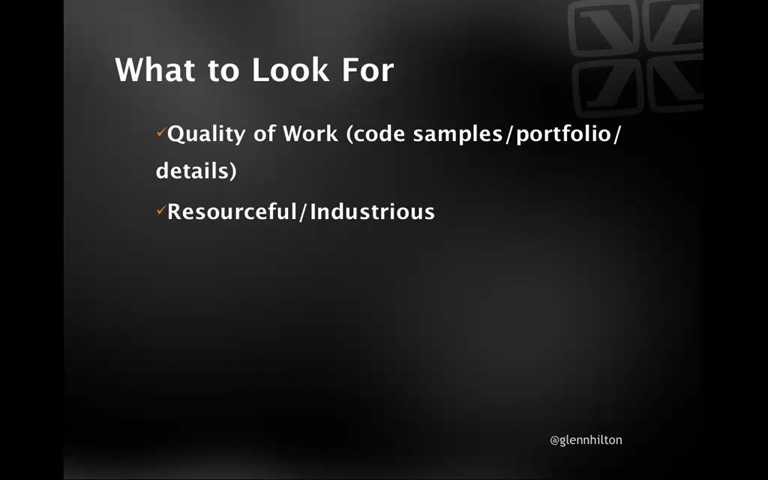 What to Look For
✓Quality of Work (code samples/portfolio/
details)
✓Resourceful/Industrious
@glennhilton